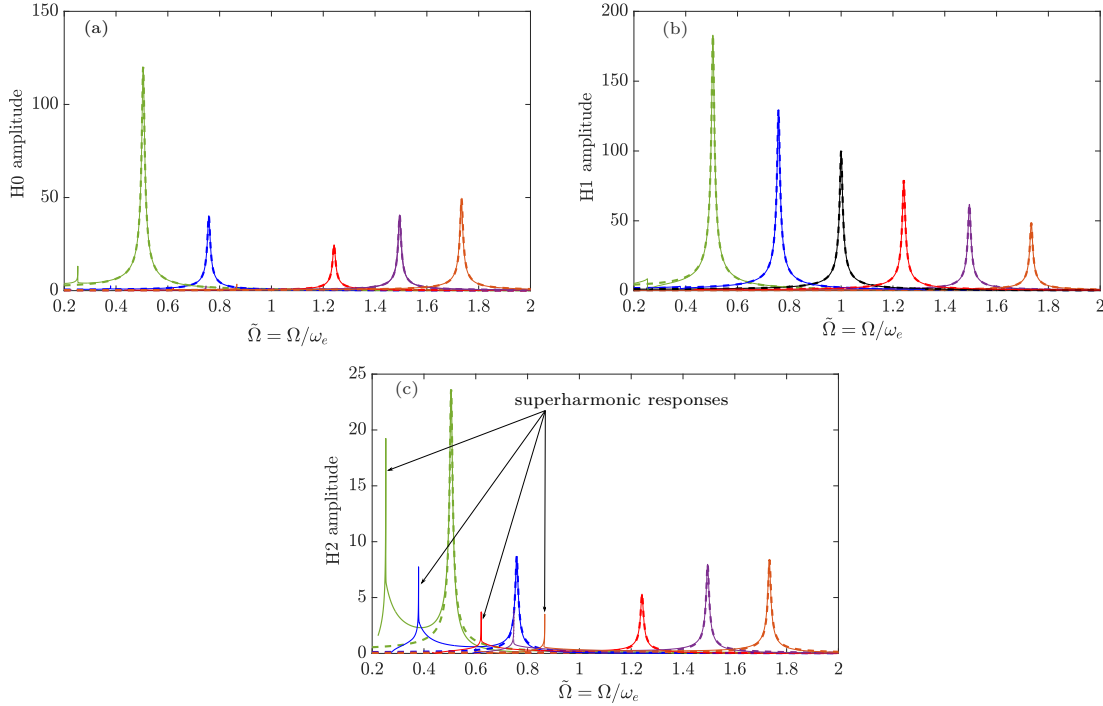 (a)
H0 amplitude
150
100
50
0
0.2 0.4 0.6 0.8 1 1.2 1.4 1.6 1.8 2
Ω̃ = Ω/ωₑ
(b)
H1 amplitude
200
150
100
50
0
0.2 0.4 0.6 0.8 1 1.2 1.4 1.6 1.8 2
Ω̃ = Ω/ωₑ
(c)
superharmonic responses
H2 amplitude
25
20
15
10
5
0
0.2 0.4 0.6 0.8 1 1.2 1.4 1.6 1.8 2
Ω̃ = Ω/ωₑ